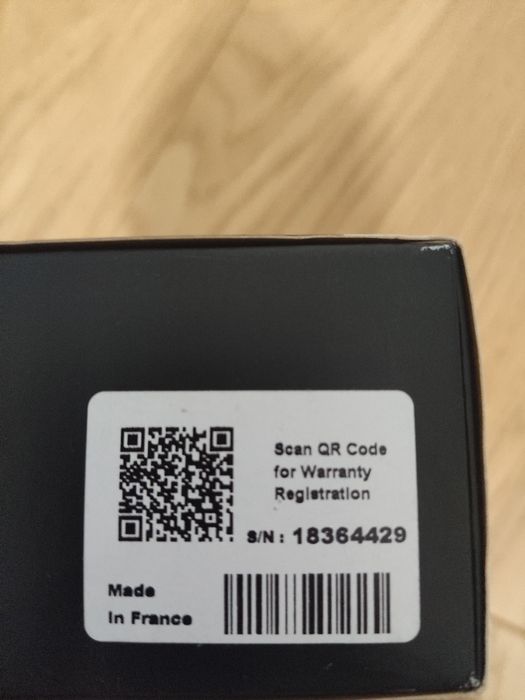 Scan QR Code
for Warranty
Registration
S/N : 18364429
Made
In France